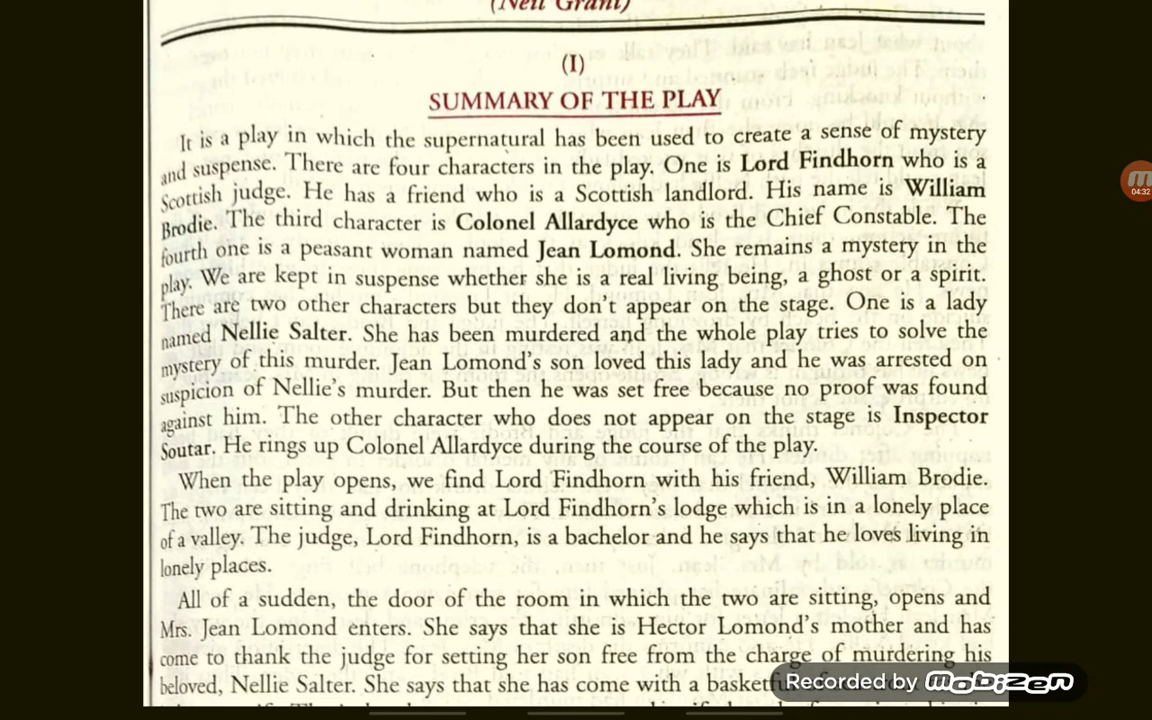 (Neil Grant)
(I)
SUMMARY OF THE PLAY
It is a play in which the supernatural has been used to create a sense of mystery
and suspense. There are four characters in the play. One is Lord Findhorn who is a
Scottish judge. He has a friend who is a Scottish landlord. His name is William
Brodie. The third character is Colonel Allardyce who is the Chief Constable. The
fourth one is a peasant woman named Jean Lomond. She remains a mystery in the
play. We are kept in suspense whether she is a real living being, a ghost or a spirit.
There are two other characters but they don't appear on the stage. One is a lady
named Nellie Salter. She has been murdered and the whole play tries to solve the
mystery of this murder. Jean Lomond's son loved this lady and he was arrested on
suspicion of Nellie's murder. But then he was set free because no proof was found
against him. The other character who does not appear on the stage is Inspector
Soutar. He rings up Colonel Allardyce during the course of the play.
When the play opens, we find Lord Findhorn with his friend, William Brodie.
The two are sitting and drinking at Lord Findhorn's lodge which is in a lonely place
of a valley. The judge, Lord Findhorn, is a bachelor and he says that he loves living in
lonely places.
All of a sudden, the door of the room in which the two are sitting, opens and
Mrs. Jean Lomond enters. She says that she is Hector Lomond's mother and has
come to thank the judge for setting her son free from the charge of murdering his
beloved, Nellie Salter. She says that she has come with a basketful of
Recorded by mobizen
04:32